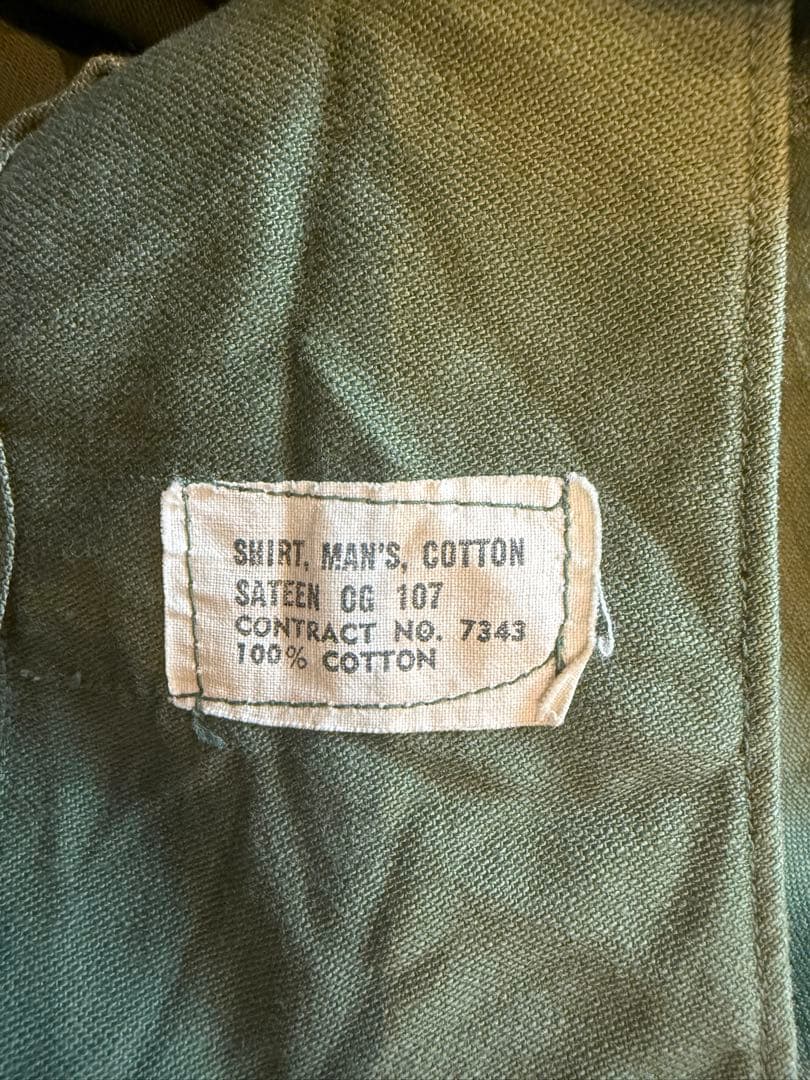 SHIRT, MAN'S, COTTON
SATEEN OG 107
CONTRACT NO. 7343
100% COTTON